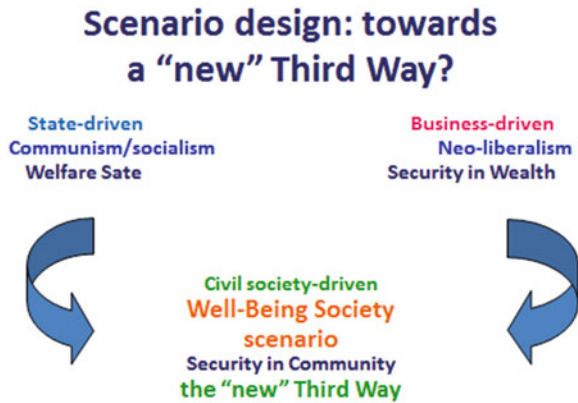 Scenario design: towards
a “new” Third Way?
State-driven
Communism/socialism
Welfare Sate
Business-driven
Neo-liberalism
Security in Wealth
Civil society-driven
Well-Being Society
scenario
Security in Community
the “new” Third Way